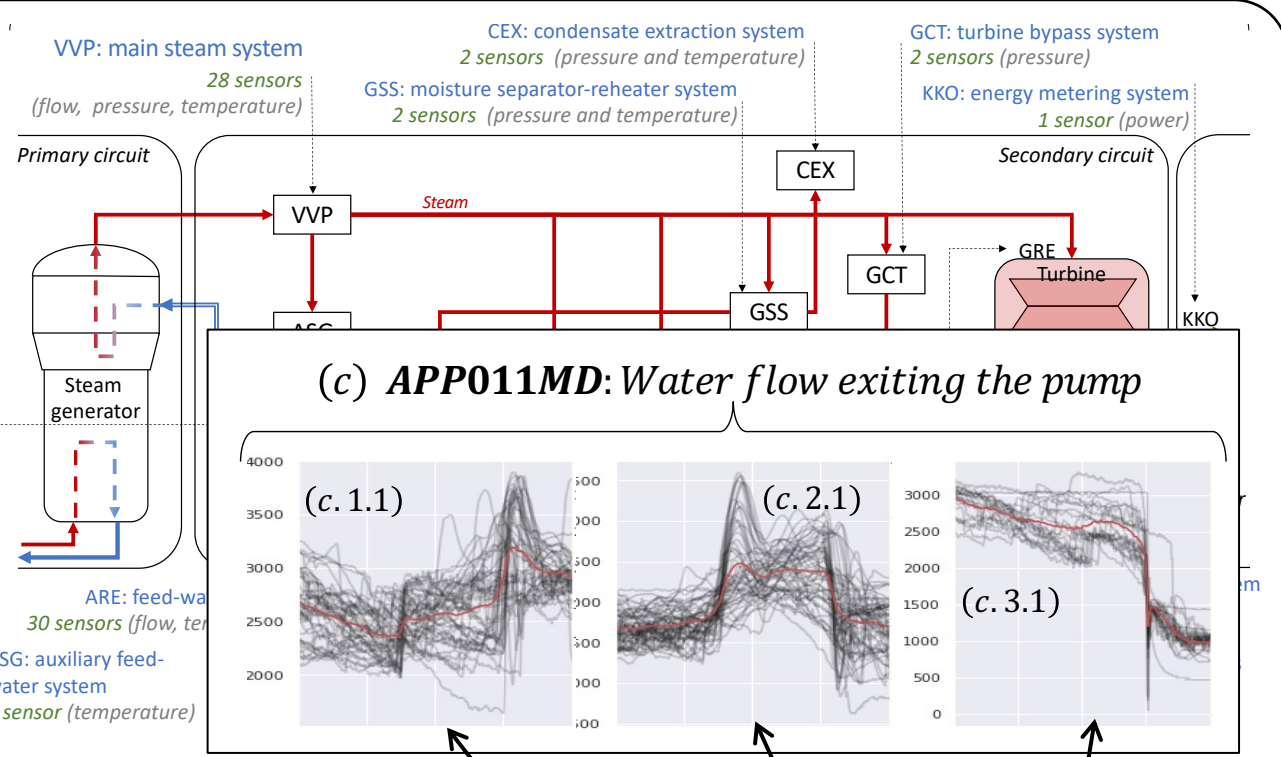 VVP: main steam system
28 sensors
(flow, pressure, temperature)
CEX: condensate extraction system
2 sensors (pressure and temperature)
GSS: moisture separator-reheater system
2 sensors (pressure and temperature)
GCT: turbine bypass system
2 sensors (pressure)
KKO: energy metering system
1 sensor (power)
Primary circuit
Secondary circuit
CEX
VVP
Steam
GRE
GCT
Turbine
GSS
KKO
Steam
generator
(c) APP011MD: Water flow exiting the pump
4000
3500
3000
2500
2000
(c. 1.1)
(c. 2.1)
3000
2500
2000
1500
1000
500
0
(c. 3.1)
ARE: feed-wa
30 sensors (flow, ter
SG: auxiliary feed-
water system
sensor (temperature)